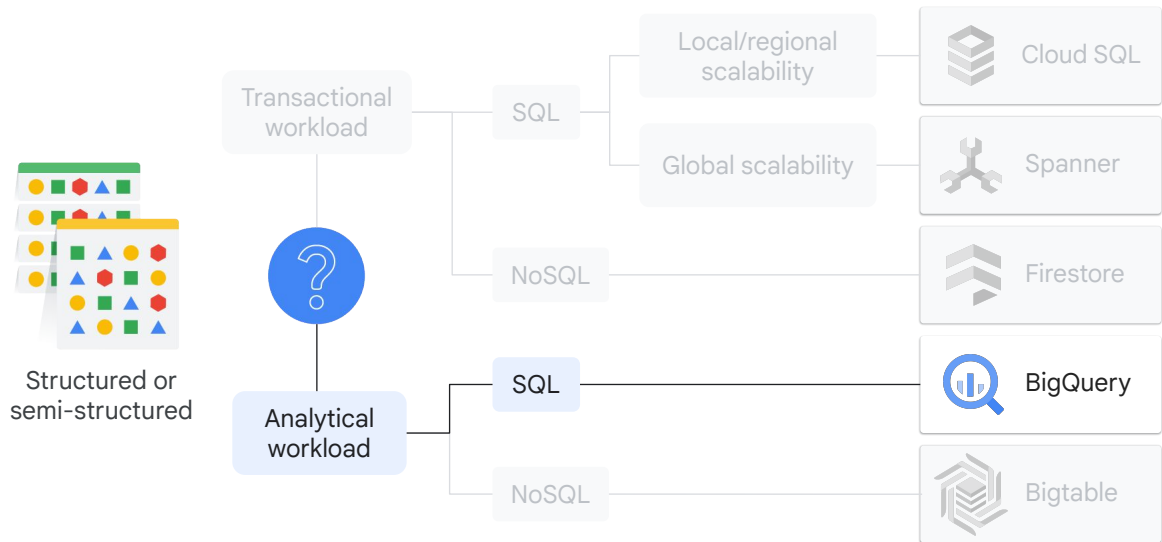 Local/regional
scalability
Cloud SQL
Transactional
workload
SQL
Global scalability
Spanner
?
NoSQL
Firestore
Structured or
semi-structured
SQL
BigQuery
Analytical
workload
NoSQL
Bigtable